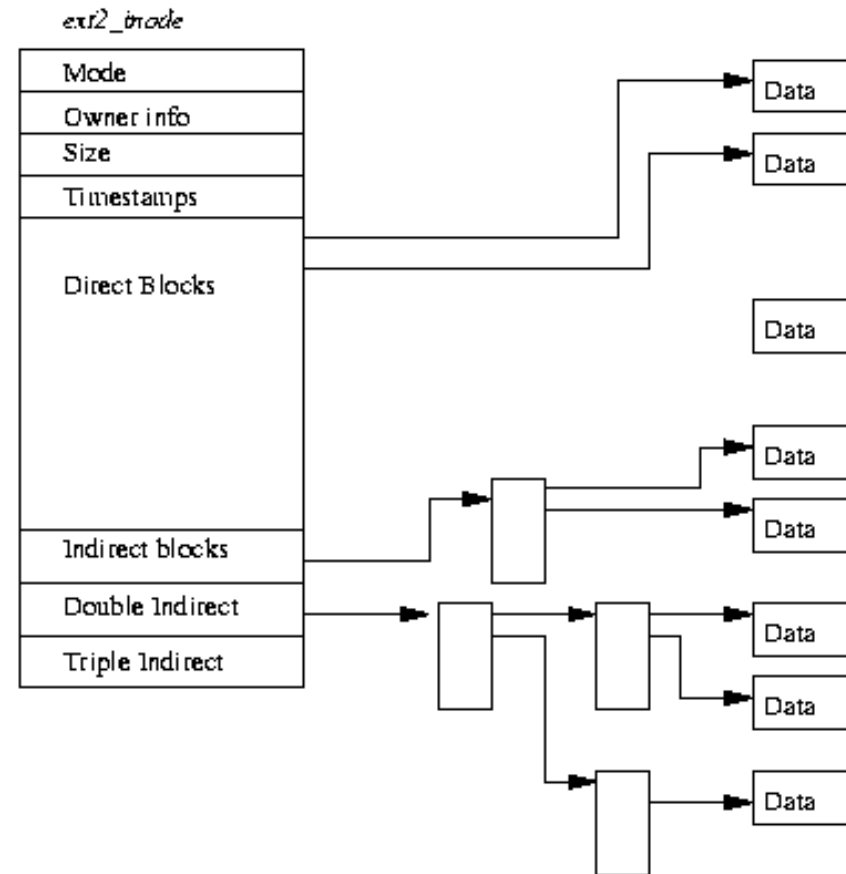 ext2_inode
Mode
Owner info
Size
Timestamps
Direct Blocks
Indirect blocks
Double Indirect
Triple Indirect
Data
Data
Data
Data
Data
Data
Data
Data